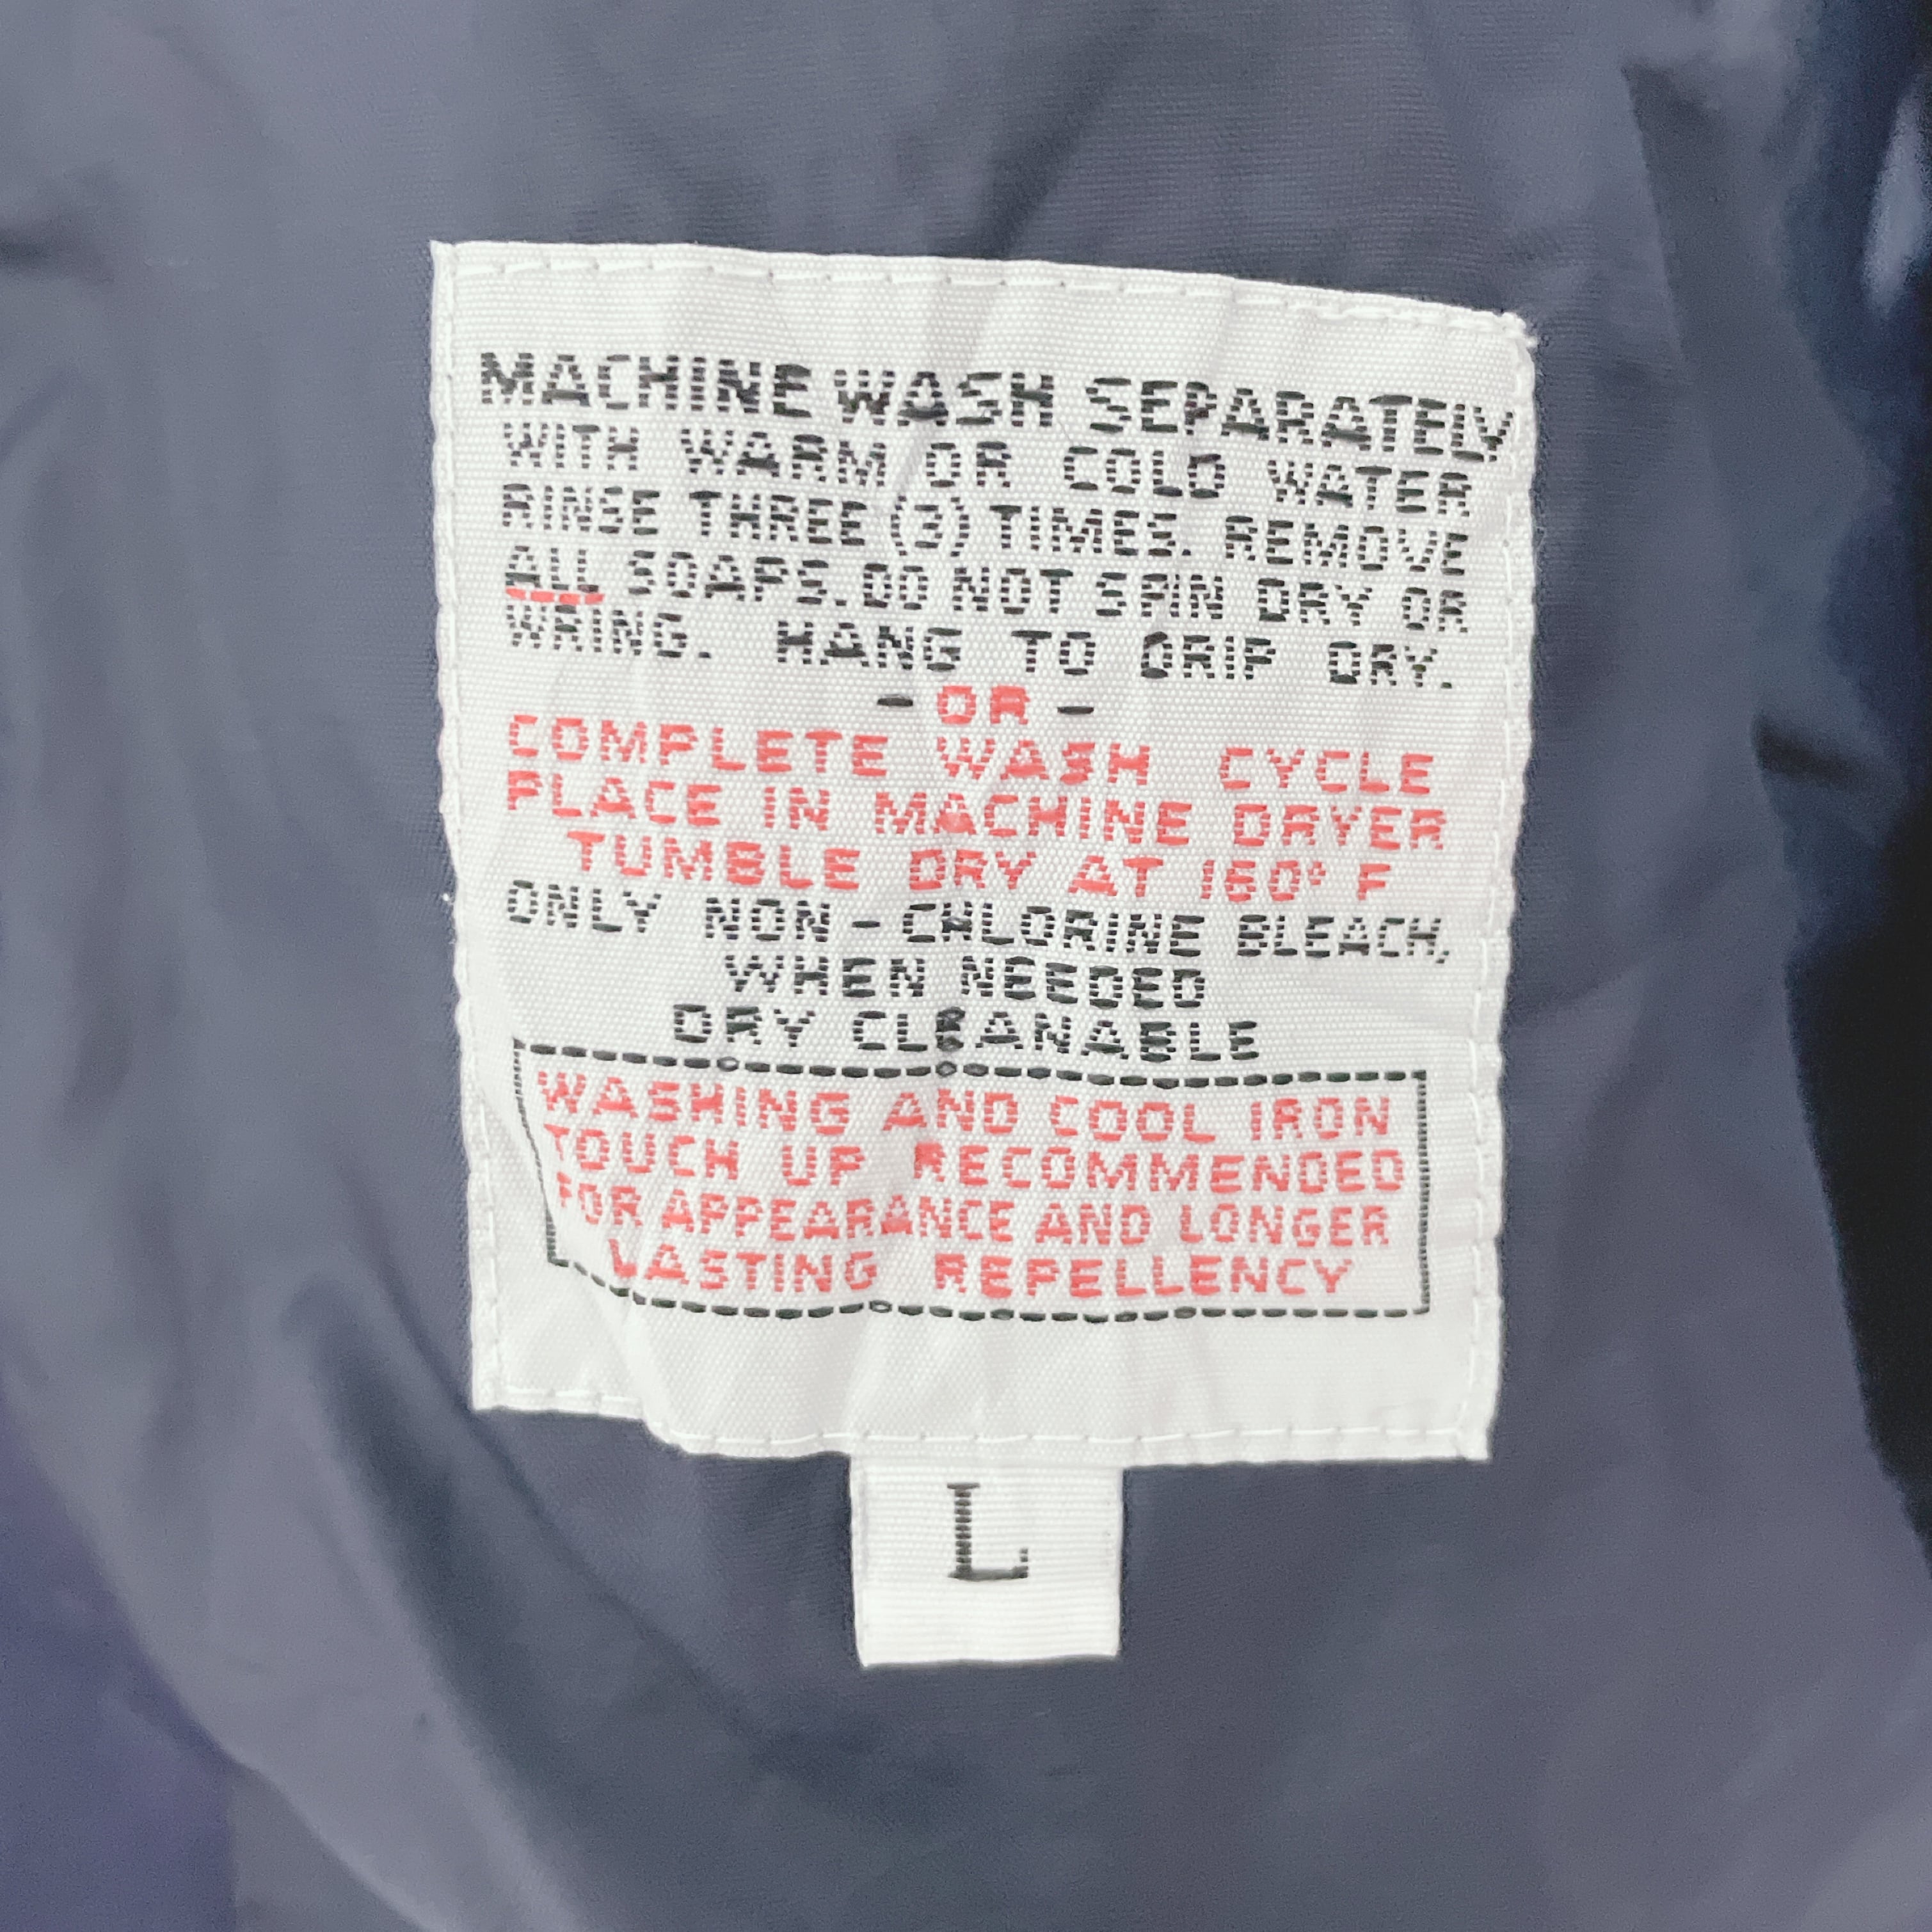 MACHINE WASH SEPARATELY
WITH WARM OR COLD WATER
RINSE THREE (3) TIMES. REMOVE
ALL SOAPS. DO NOT SPIN DRY OR
WRING. HANG TO DRIP DRY.
- OR -
COMPLETE WASH CYCLE
PLACE IN MACHINE DRYER
TUMBLE DRY AT 160° F
ONLY NON-CHLORINE BLEACH,
WHEN NEEDED
DRY CLEANABLE
WASHING AND COOL IRON
TOUCH UP RECOMMENDED
FOR APPEARANCE AND LONGER
LASTING REPELLENCY
L